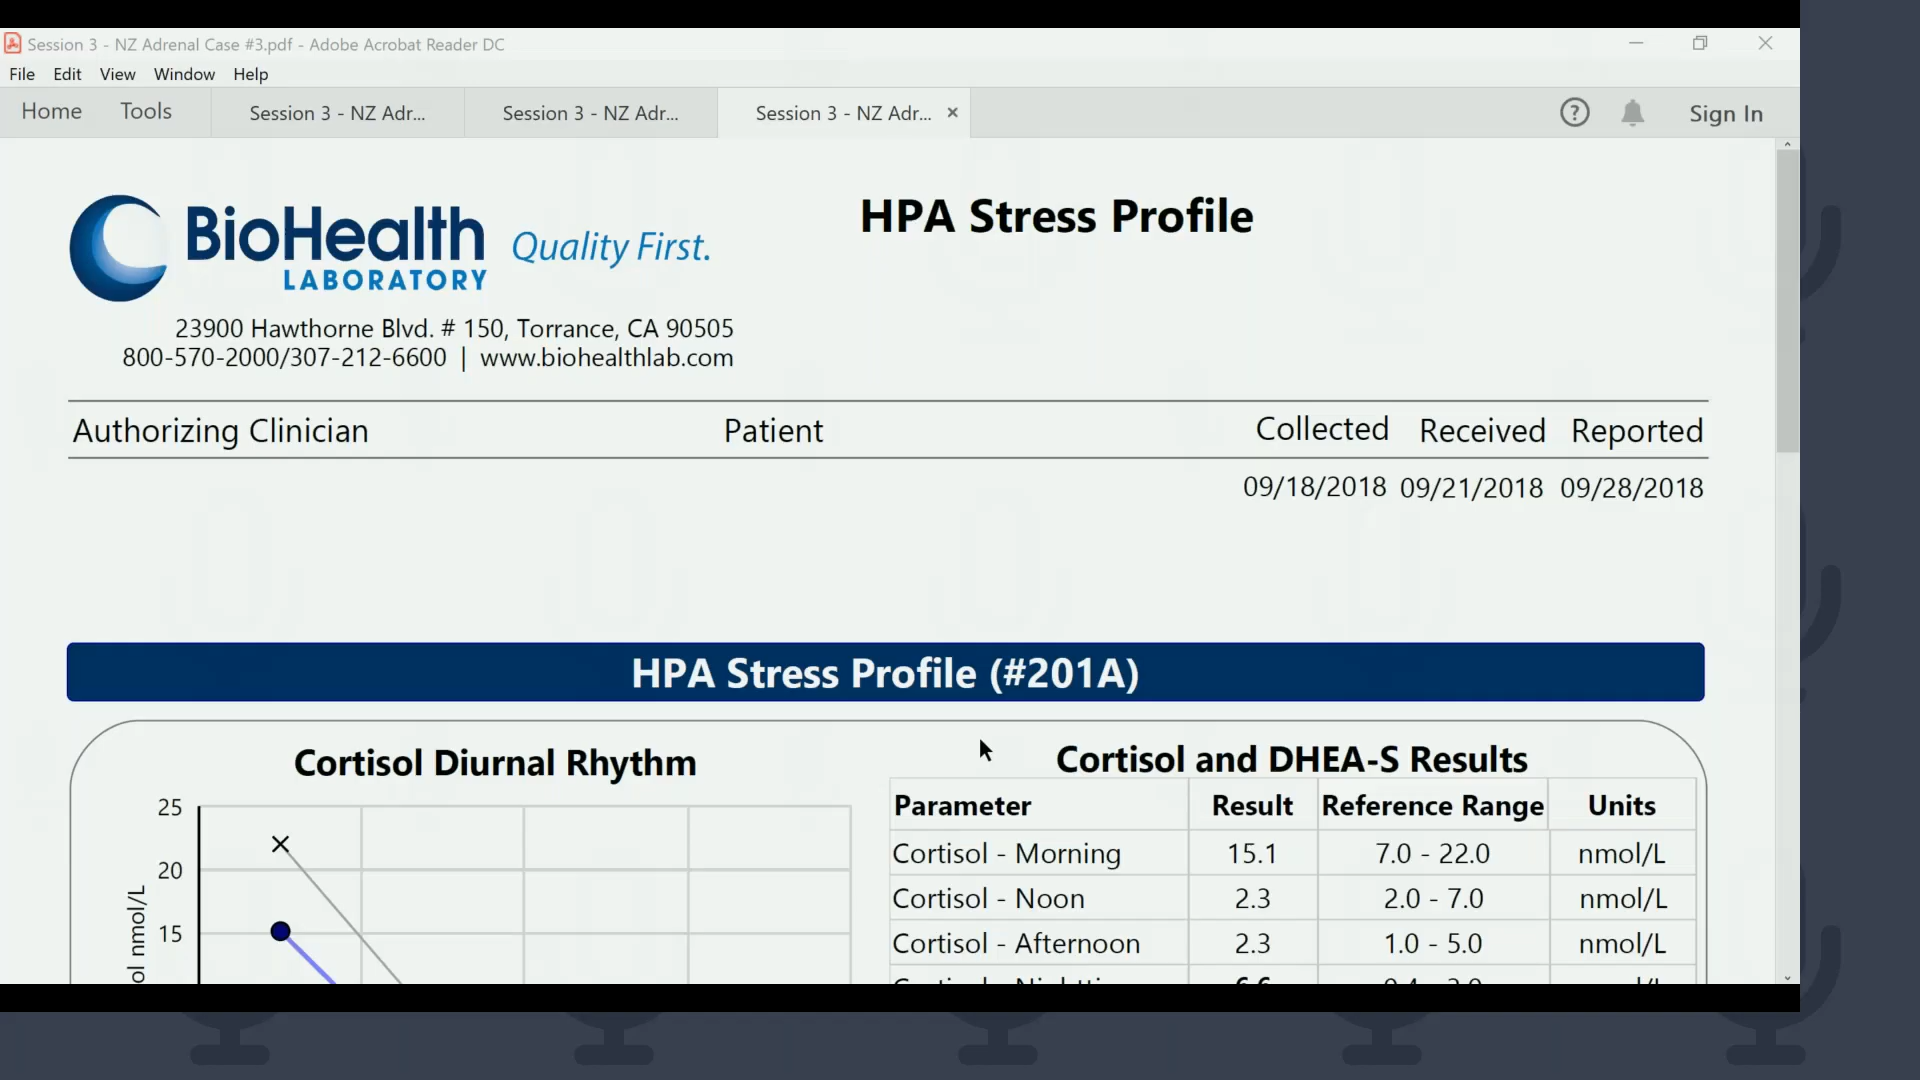 Session 3 - NZ Adrenal Case #3.pdf - Adobe Acrobat Reader DC
File Edit View Window Help
Home Tools Session 3 - NZ Adr... Session 3 - NZ Adr... Session 3 - NZ Adr... × ? Sign In
HPA Stress Profile
BioHealth
LABORATORY
Quality First.
23900 Hawthorne Blvd. # 150, Torrance, CA 90505
800-570-2000/307-212-6600 | www.biohealthlab.com
Authorizing Clinician Patient Collected Received Reported
09/18/2018 09/21/2018 09/28/2018
HPA Stress Profile (#201A)
Cortisol Diurnal Rhythm
25
20
15
nmol/L
Cortisol and DHEA-S Results
Parameter Result Reference Range Units
Cortisol - Morning 15.1 7.0 - 22.0 nmol/L
Cortisol - Noon 2.3 2.0 - 7.0 nmol/L
Cortisol - Afternoon 2.3 1.0 - 5.0 nmol/L